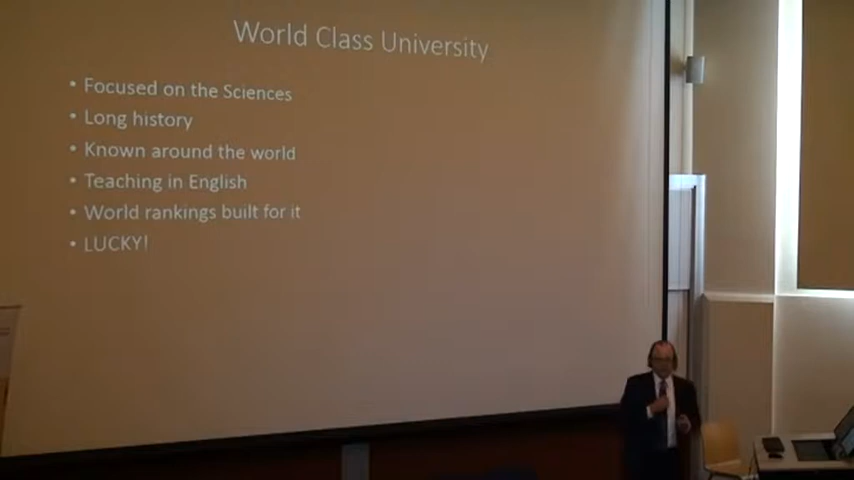 World Class University
• Focused on the Sciences
• Long history
• Known around the world
• Teaching in English
• World rankings built for it
• LUCKY!